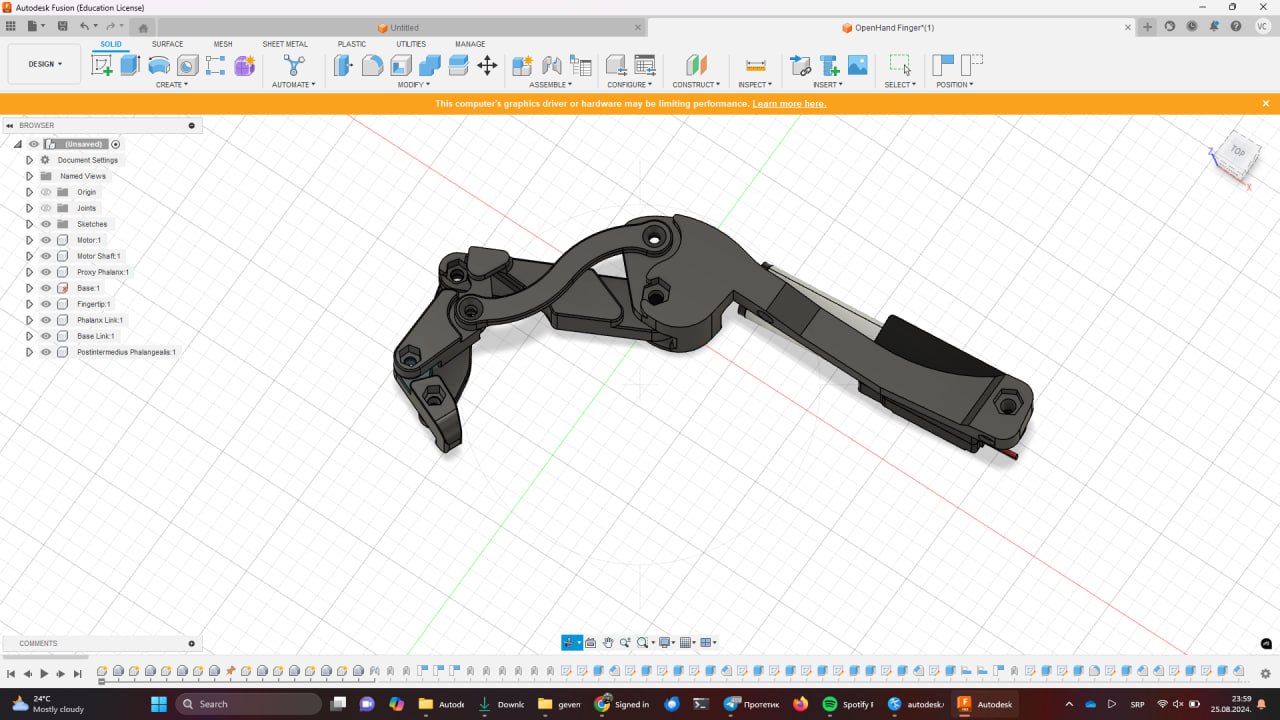 Autodesk Fusion (Education License)
Untitled
OpenHand Finger*(1)
VC
DESIGN
SOLID SURFACE MESH SHEET METAL PLASTIC UTILITIES MANAGE
CREATE AUTOMATE MODIFY ASSEMBLE CONFIGURE CONSTRUCT INSPECT INSERT SELECT POSITION
This computer's graphics driver or hardware may be limiting performance. Learn more here.
BROWSER
(Unsaved)
Document Settings
Named Views
Origin
Joints
Sketches
Motor:1
Motor Shaft:1
Proxy Phalanx:1
Base:1
Fingertip:1
Phalanx Link:1
Base Link:1
Postintermedius Phalangealis:1
TOP
Z
X
COMMENTS
24°C
Mostly cloudy
Search
Autode
Downlo
geven
Signed in
Протетик
Spotify F
autodesk.
Autodesk
SRP
23:59
25.08.2024.